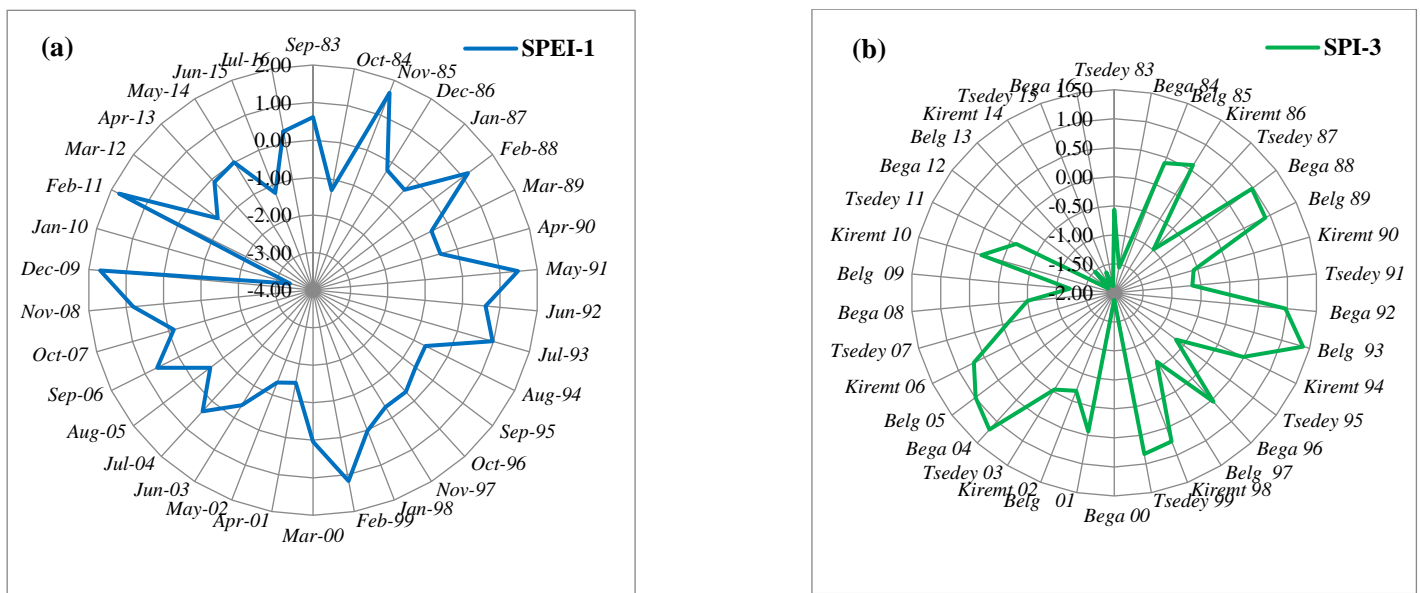 (a)
SPEI-1
Sep-83
Oct-84
Nov-85
Dec-86
Jan-87
Feb-88
Mar-89
Apr-90
May-91
Jun-92
Jul-93
Aug-94
Sep-95
Oct-96
Nov-97
Jan-98
Feb-99
Mar-00
Apr-01
May-02
Jun-03
Jul-04
Aug-05
Sep-06
Oct-07
Nov-08
Dec-09
Jan-10
Feb-11
Mar-12
Apr-13
May-14
Jun-15
Jul-16
2.00
1.00
0.00
-1.00
-2.00
-3.00
-4.00
(b)
SPI-3
Tsedey 83
Bega 84
Belg 85
Kiremt 86
Tsedey 87
Bega 88
Belg 89
Kiremt 90
Tsedey 91
Bega 92
Belg 93
Kiremt 94
Tsedey 95
Bega 96
Belg 97
Kiremt 98
Tsedey 99
Bega 00
Belg 01
Kiremt 02
Tsedey 03
Bega 04
Belg 05
Kiremt 06
Tsedey 07
Bega 08
Belg 09
Kiremt 10
Tsedey 11
Bega 12
Belg 13
Kiremt 14
Tsedey 15
Bega 16
1.50
1.00
0.50
0.00
-0.50
-1.00
-1.50
-2.00